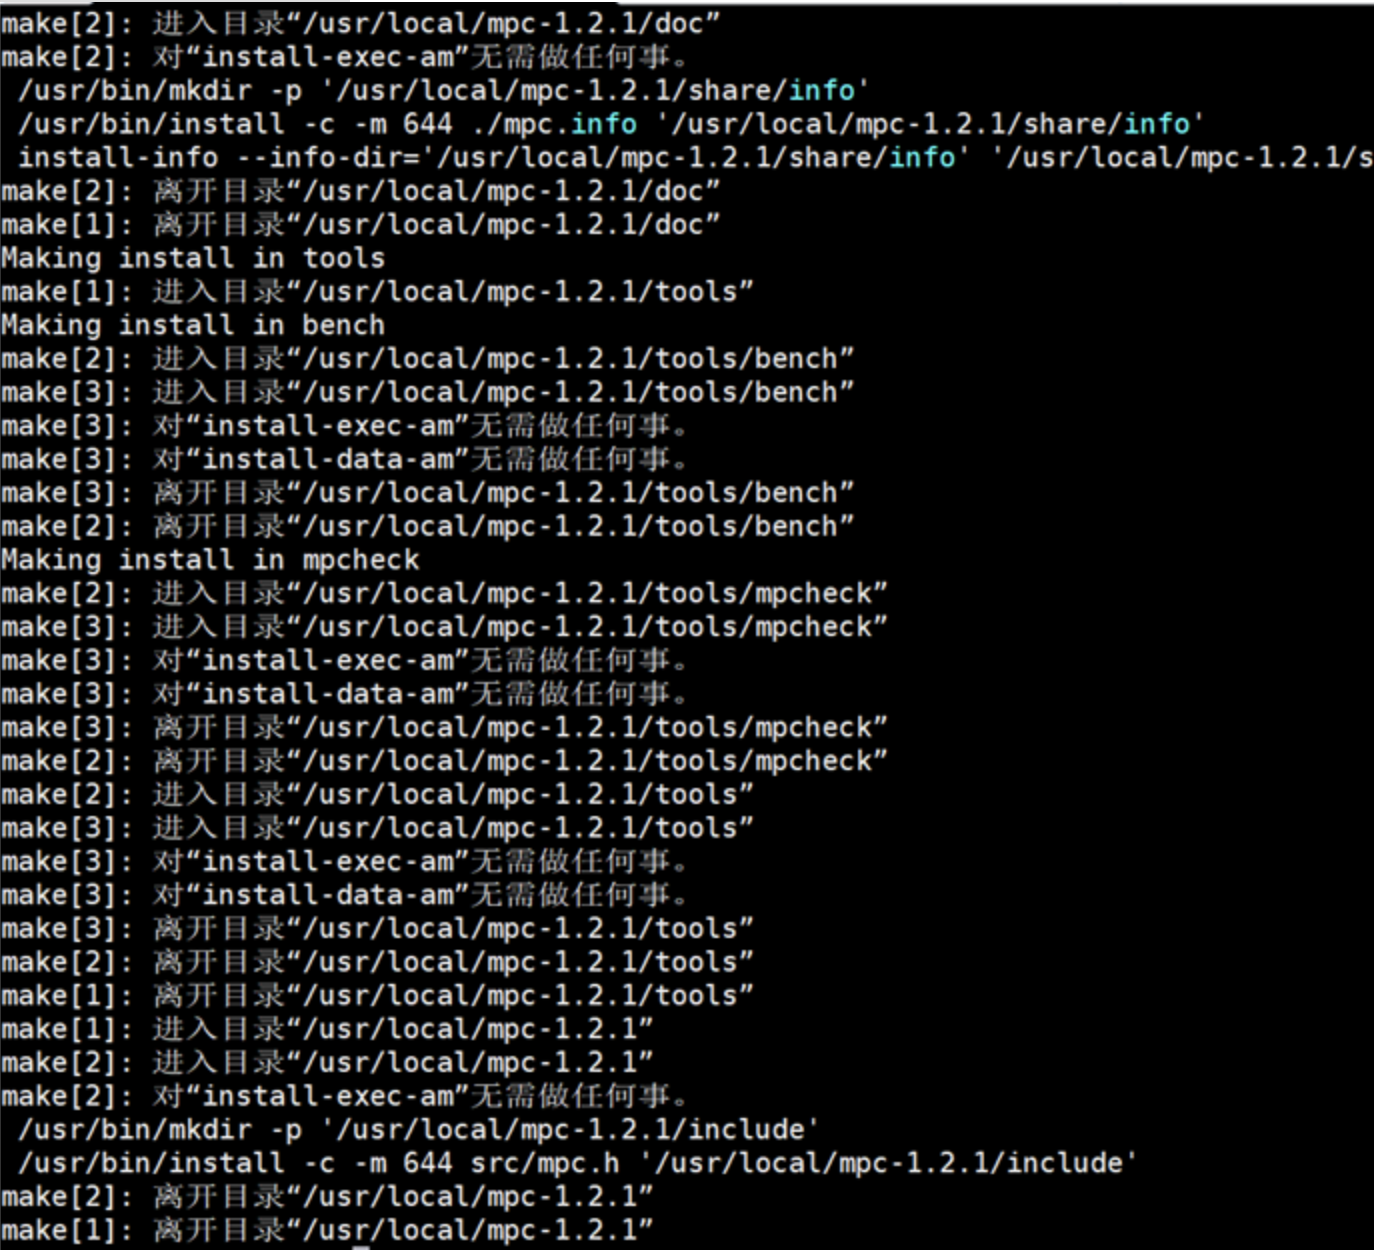 make[2]: 进入目录“/usr/local/mpc-1.2.1/doc”
make[2]: 对“install-exec-am”无需做任何事。
 /usr/bin/mkdir -p '/usr/local/mpc-1.2.1/share/info'
 /usr/bin/install -c -m 644 ./mpc.info '/usr/local/mpc-1.2.1/share/info'
 install-info --info-dir='/usr/local/mpc-1.2.1/share/info' '/usr/local/mpc-1.2.1/s
make[2]: 离开目录“/usr/local/mpc-1.2.1/doc”
make[1]: 离开目录“/usr/local/mpc-1.2.1/doc”
Making install in tools
make[1]: 进入目录“/usr/local/mpc-1.2.1/tools”
Making install in bench
make[2]: 进入目录“/usr/local/mpc-1.2.1/tools/bench”
make[3]: 进入目录“/usr/local/mpc-1.2.1/tools/bench”
make[3]: 对“install-exec-am”无需做任何事。
make[3]: 对“install-data-am”无需做任何事。
make[3]: 离开目录“/usr/local/mpc-1.2.1/tools/bench”
make[2]: 离开目录“/usr/local/mpc-1.2.1/tools/bench”
Making install in mpcheck
make[2]: 进入目录“/usr/local/mpc-1.2.1/tools/mpcheck”
make[3]: 进入目录“/usr/local/mpc-1.2.1/tools/mpcheck”
make[3]: 对“install-exec-am”无需做任何事。
make[3]: 对“install-data-am”无需做任何事。
make[3]: 离开目录“/usr/local/mpc-1.2.1/tools/mpcheck”
make[2]: 离开目录“/usr/local/mpc-1.2.1/tools/mpcheck”
make[2]: 进入目录“/usr/local/mpc-1.2.1/tools”
make[3]: 进入目录“/usr/local/mpc-1.2.1/tools”
make[3]: 对“install-exec-am”无需做任何事。
make[3]: 对“install-data-am”无需做任何事。
make[3]: 离开目录“/usr/local/mpc-1.2.1/tools”
make[2]: 离开目录“/usr/local/mpc-1.2.1/tools”
make[1]: 离开目录“/usr/local/mpc-1.2.1/tools”
make[1]: 进入目录“/usr/local/mpc-1.2.1”
make[2]: 进入目录“/usr/local/mpc-1.2.1”
make[2]: 对“install-exec-am”无需做任何事。
 /usr/bin/mkdir -p '/usr/local/mpc-1.2.1/include'
 /usr/bin/install -c -m 644 src/mpc.h '/usr/local/mpc-1.2.1/include'
make[2]: 离开目录“/usr/local/mpc-1.2.1”
make[1]: 离开目录“/usr/local/mpc-1.2.1”